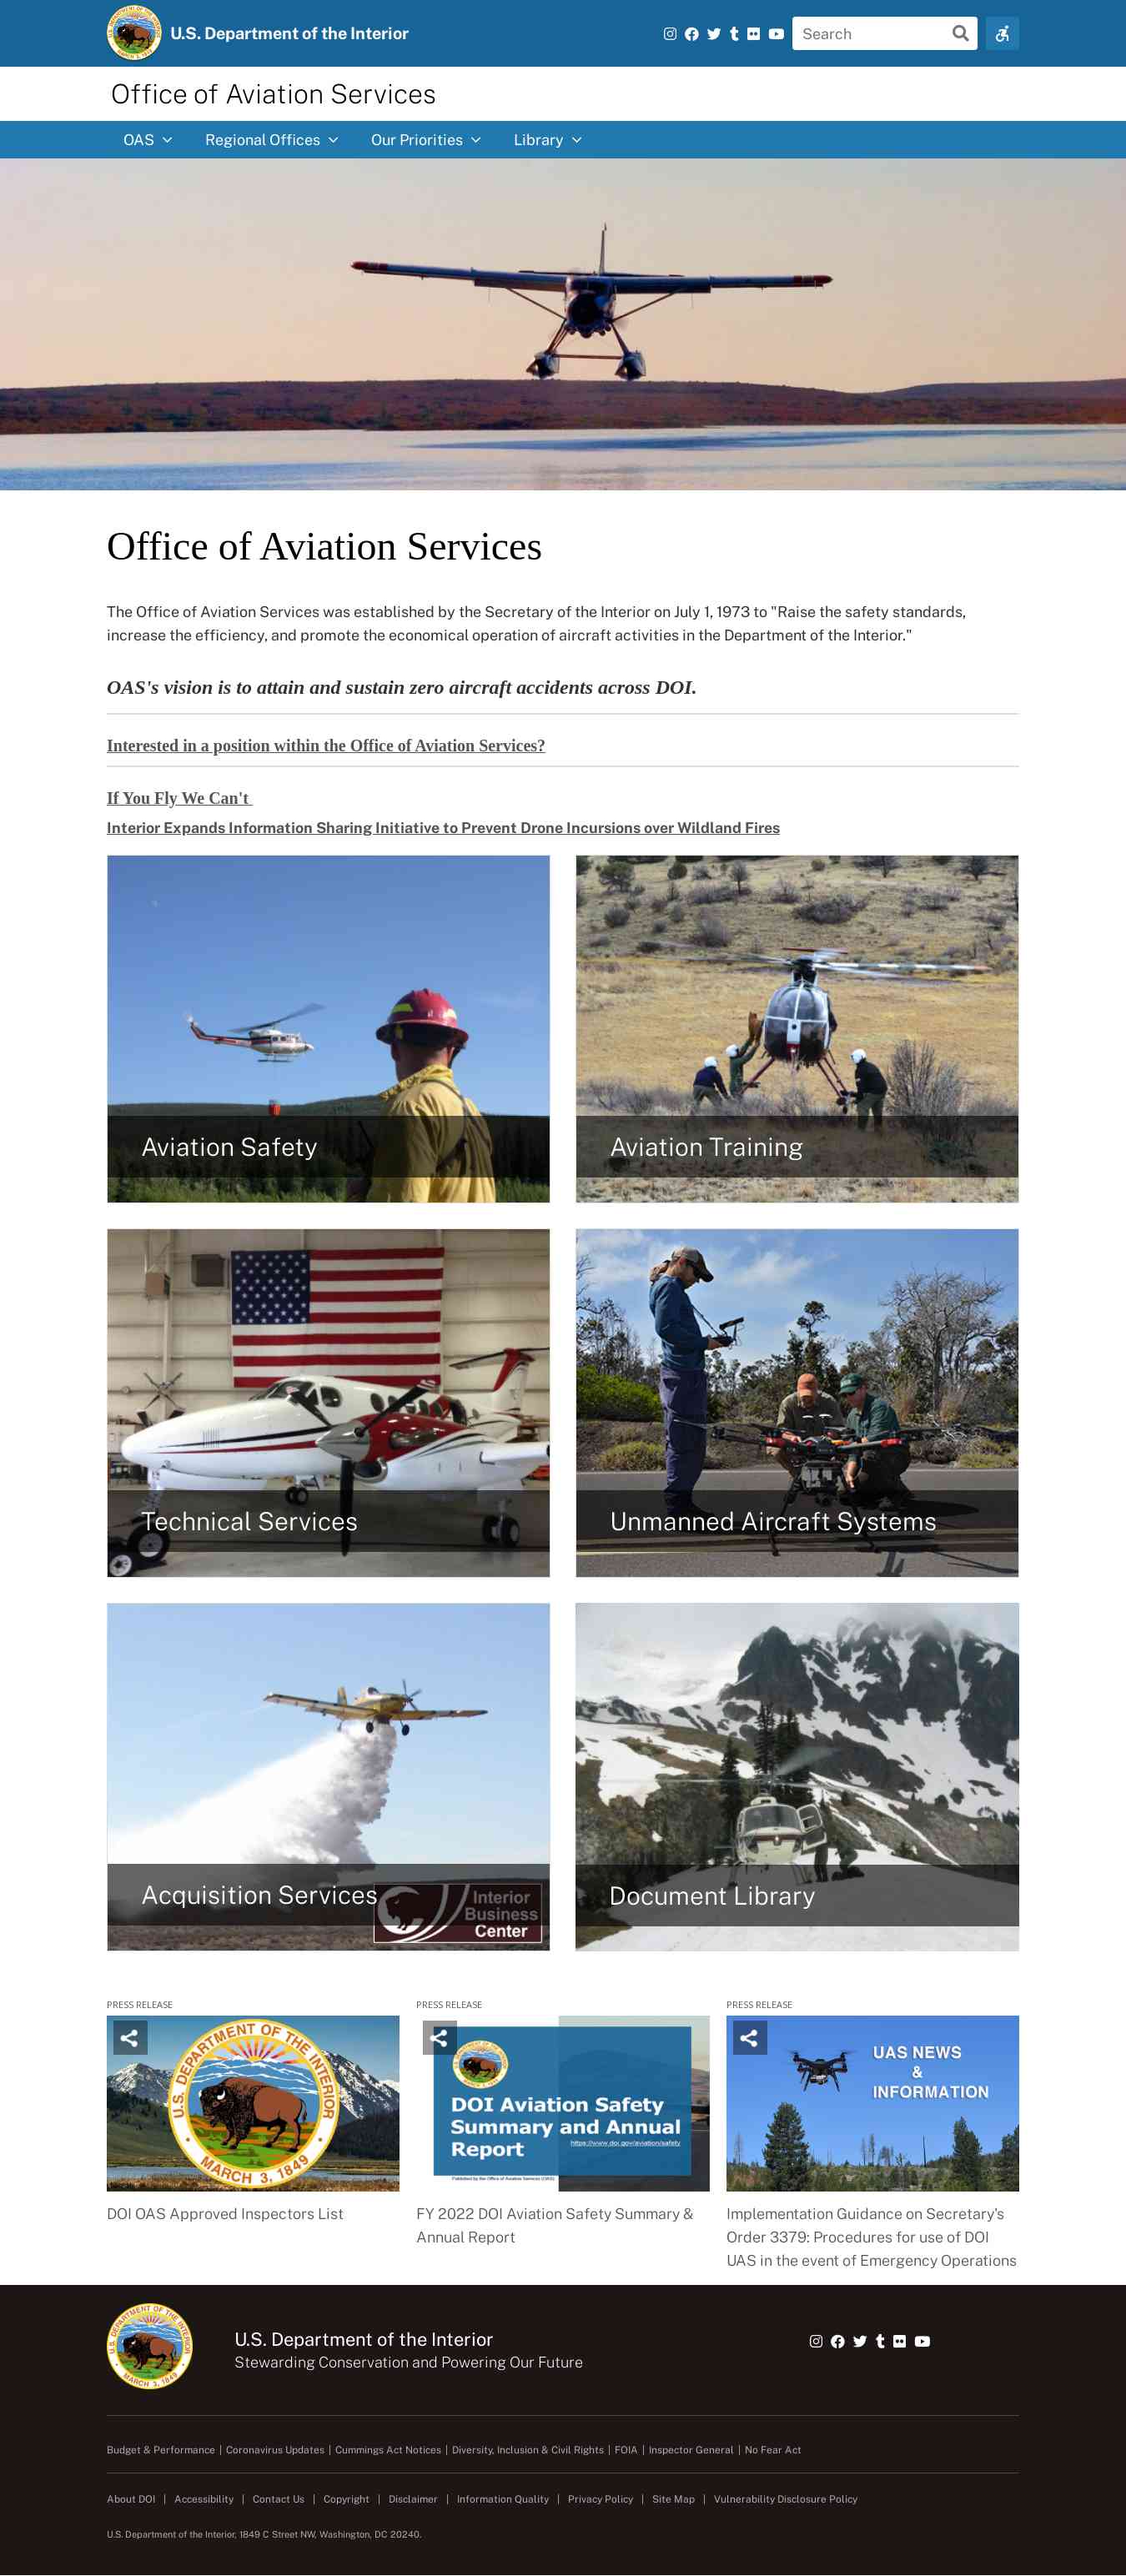 U.S. Department of the Interior
Search
Office of Aviation Services
OAS
Regional Offices
Our Priorities
Library
Office of Aviation Services
The Office of Aviation Services was established by the Secretary of the Interior on July 1, 1973 to "Raise the safety standards,
increase the efficiency, and promote the economical operation of aircraft activities in the Department of the Interior."
OAS's vision is to attain and sustain zero aircraft accidents across DOI.
Interested in a position within the Office of Aviation Services?
If You Fly We Can't
Interior Expands Information Sharing Initiative to Prevent Drone Incursions over Wildland Fires
Aviation Safety
Aviation Training
Technical Services
Unmanned Aircraft Systems
Acquisition Services
Interior
Business
Center
Document Library
PRESS RELEASE
U.S. DEPARTMENT OF THE INTERIOR
MARCH 3, 1849
DOI OAS Approved Inspectors List
PRESS RELEASE
DOI Aviation Safety
Summary and Annual
Report
https://www.doi.gov/aviation/safety
Published by the Office of Aviation Services (OAS)
FY 2022 DOI Aviation Safety Summary &
Annual Report
PRESS RELEASE
UAS NEWS
&
INFORMATION
Implementation Guidance on Secretary's
Order 3379: Procedures for use of DOI
UAS in the event of Emergency Operations
U.S. DEPARTMENT OF THE INTERIOR
MARCH 3, 1849
U.S. Department of the Interior
Stewarding Conservation and Powering Our Future
Budget & Performance | Coronavirus Updates | Cummings Act Notices | Diversity, Inclusion & Civil Rights | FOIA | Inspector General | No Fear Act
About DOI | Accessibility | Contact Us | Copyright | Disclaimer | Information Quality | Privacy Policy | Site Map | Vulnerability Disclosure Policy
U.S. Department of the Interior, 1849 C Street NW, Washington, DC 20240.